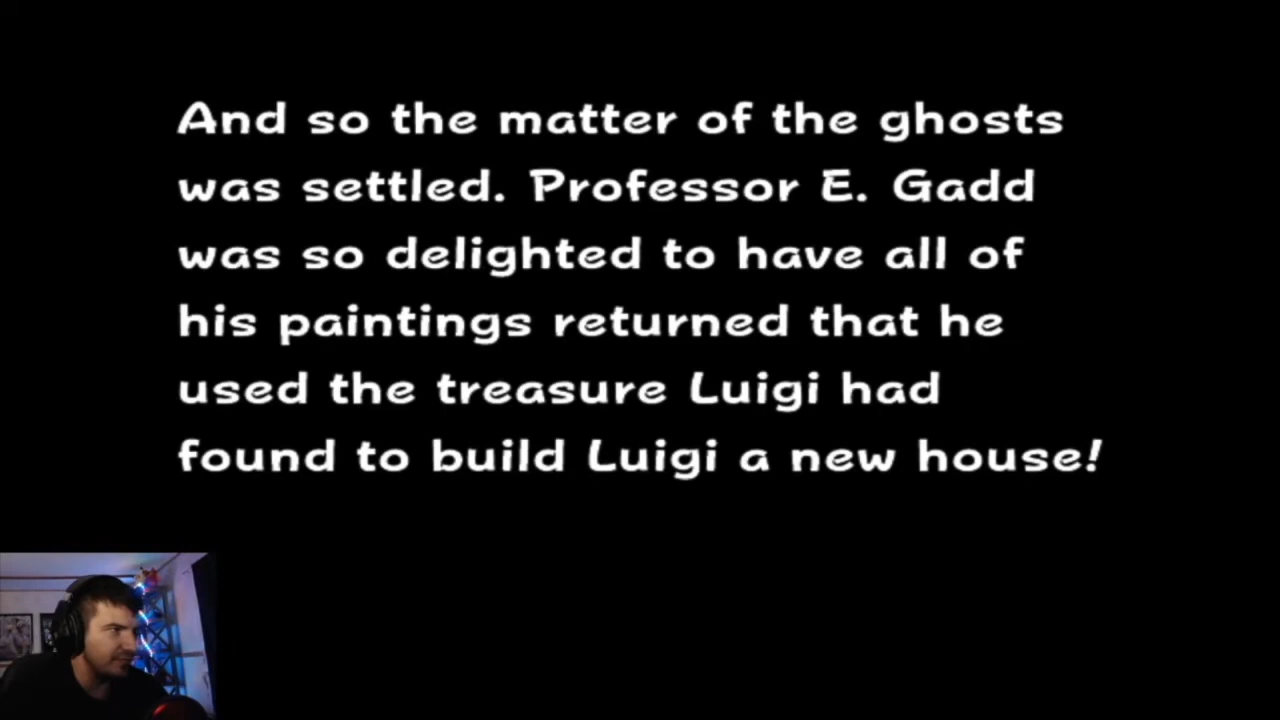 And so the matter of the ghosts
was settled. Professor E. Gadd
was so delighted to have all of
his paintings returned that he
used the treasure Luigi had
found to build Luigi a new house!